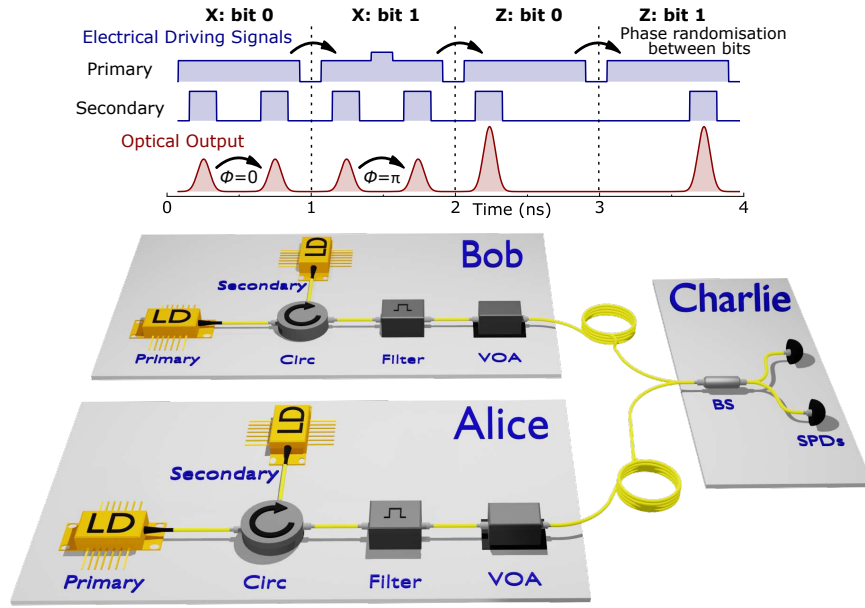 X: bit 0 X: bit 1 Z: bit 0 Z: bit 1
Electrical Driving Signals
Phase randomisation
between bits
Primary
Secondary
Optical Output
Φ=0 Φ=π
0 1 2 Time (ns) 3 4
Bob
LD
Secondary
LD
Primary
Circ
Filter
VOA
Charlie
BS
SPDs
Alice
LD
Secondary
LD
Primary
Circ
Filter
VOA